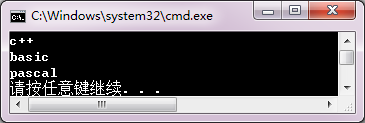 C:\Windows\system32\cmd.exe
c++
basic
pascal
请按任意键继续. . .